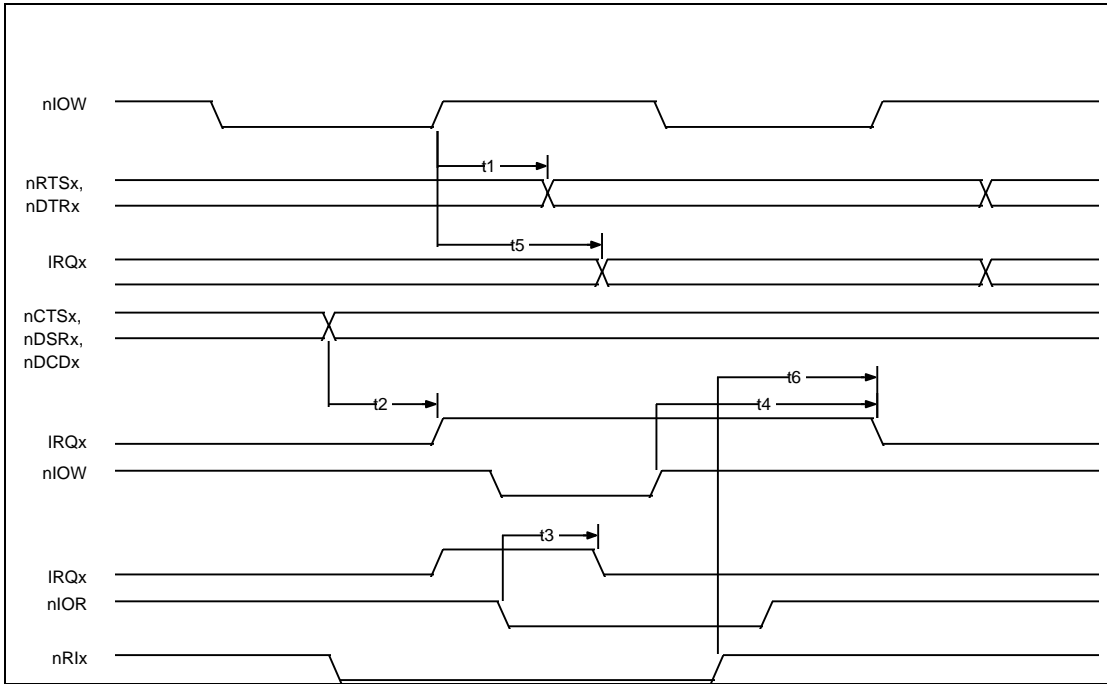 nIOW
t1
nRTSx,
nDTRx
t5
IRQx
nCTSx,
nDSRx,
nDCDx
t6
t2
t4
IRQx
nIOW
t3
IRQx
nIOR
nRIx